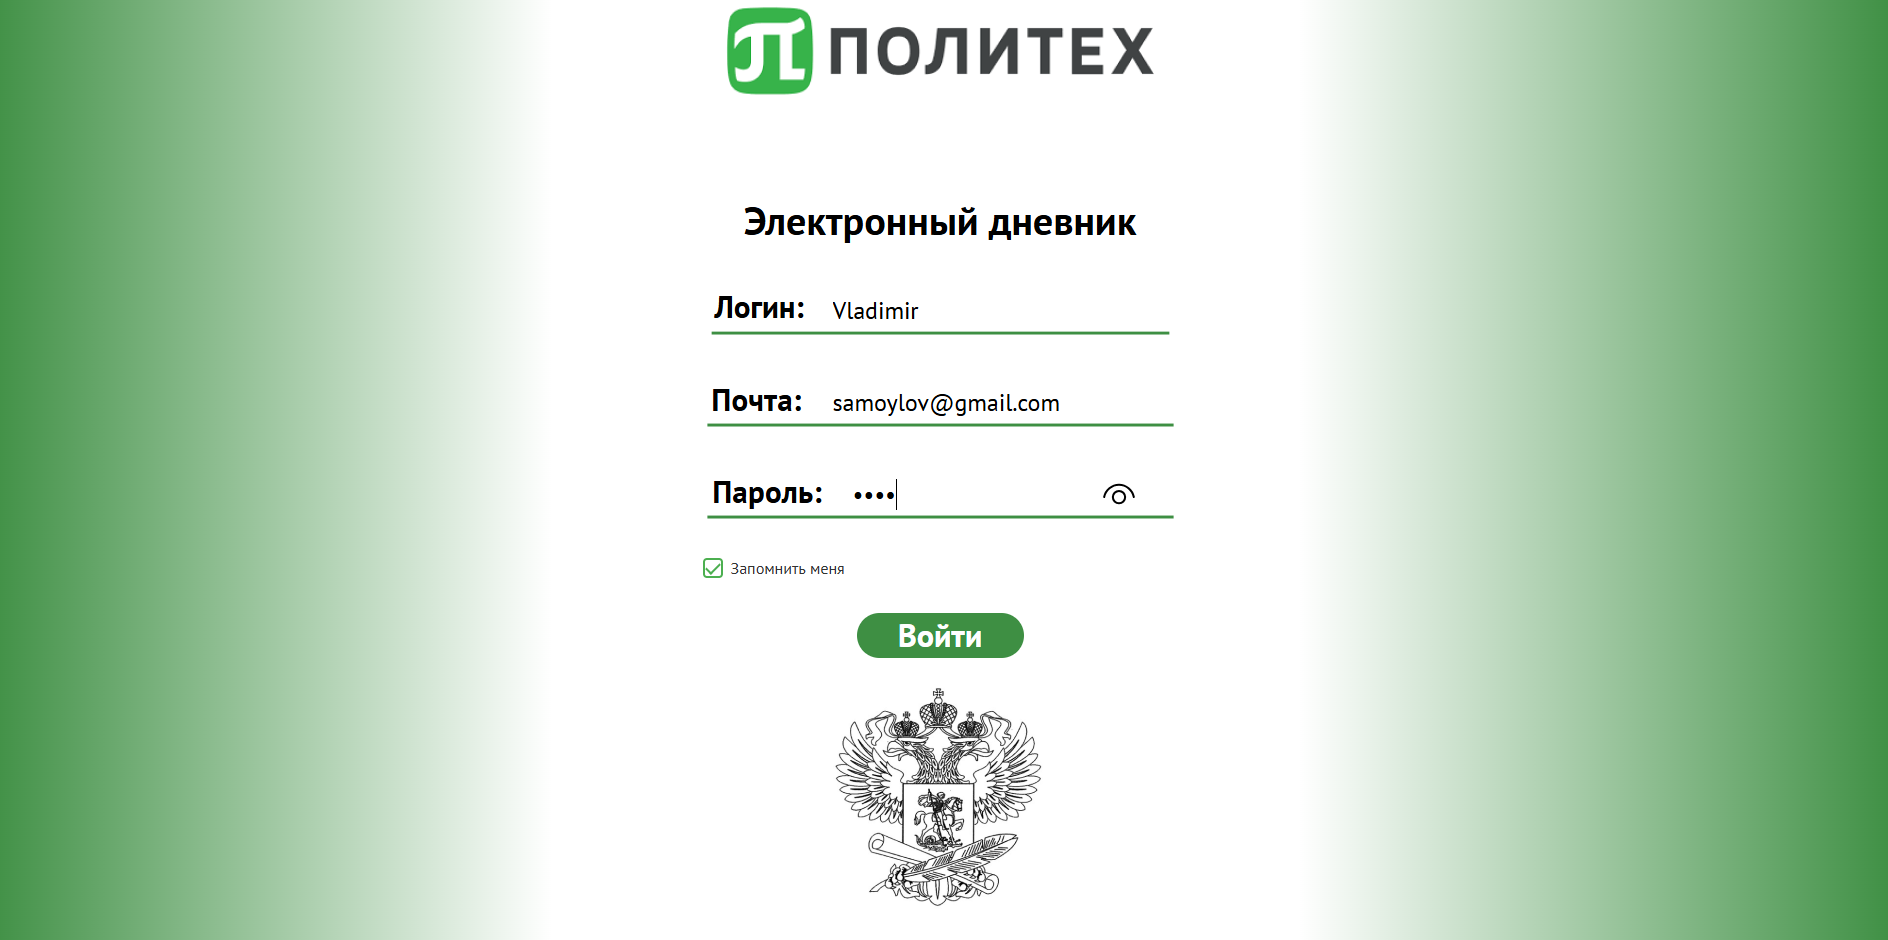 ПОЛИТЕХ
Электронный дневник
Логин: Vladimir
Почта: samoylov@gmail.com
Пароль: ••••
Запомнить меня
Войти